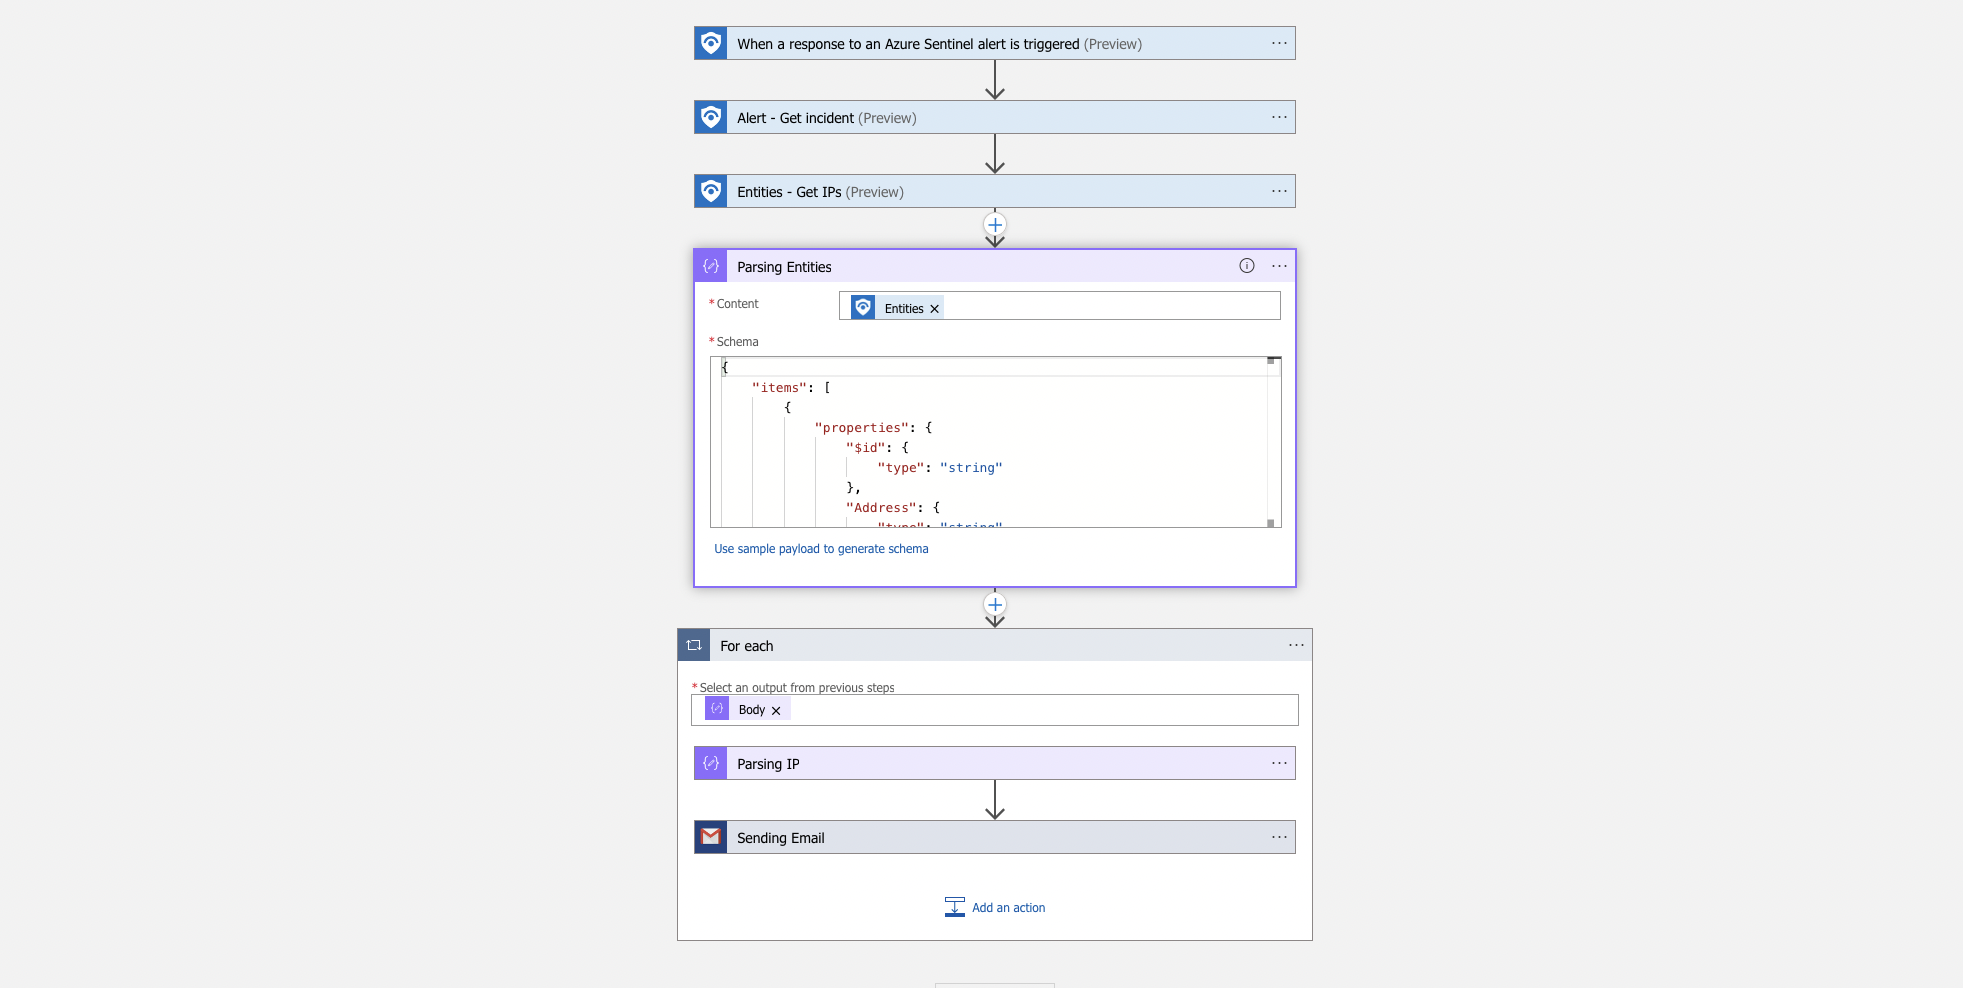 When a response to an Azure Sentinel alert is triggered (Preview)
Alert - Get incident (Preview)
Entities - Get IPs (Preview)
Parsing Entities
* Content
Entities
* Schema
{
"items": [
{
"properties": {
"$id": {
"type": "string"
},
"Address": {
"type": "string"
Use sample payload to generate schema
For each
* Select an output from previous steps
Body
Parsing IP
Sending Email
Add an action